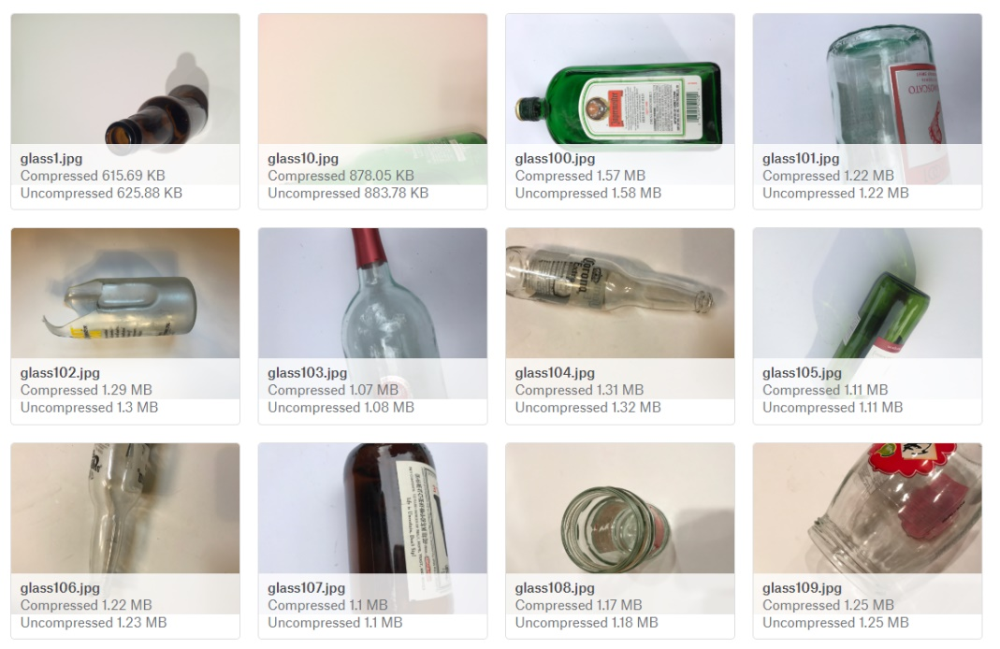 glass1.jpg
Compressed 615.69 KB
Uncompressed 625.88 KB
glass10.jpg
Compressed 878.05 KB
Uncompressed 883.78 KB
glass100.jpg
Compressed 1.57 MB
Uncompressed 1.58 MB
MOSCATO
glass101.jpg
Compressed 1.22 MB
Uncompressed 1.22 MB
glass102.jpg
Compressed 1.29 MB
Uncompressed 1.3 MB
glass103.jpg
Compressed 1.07 MB
Uncompressed 1.08 MB
Corona
Extra
glass104.jpg
Compressed 1.31 MB
Uncompressed 1.32 MB
glass105.jpg
Compressed 1.11 MB
Uncompressed 1.11 MB
glass106.jpg
Compressed 1.22 MB
Uncompressed 1.23 MB
glass107.jpg
Compressed 1.1 MB
Uncompressed 1.1 MB
glass108.jpg
Compressed 1.17 MB
Uncompressed 1.18 MB
glass109.jpg
Compressed 1.25 MB
Uncompressed 1.25 MB